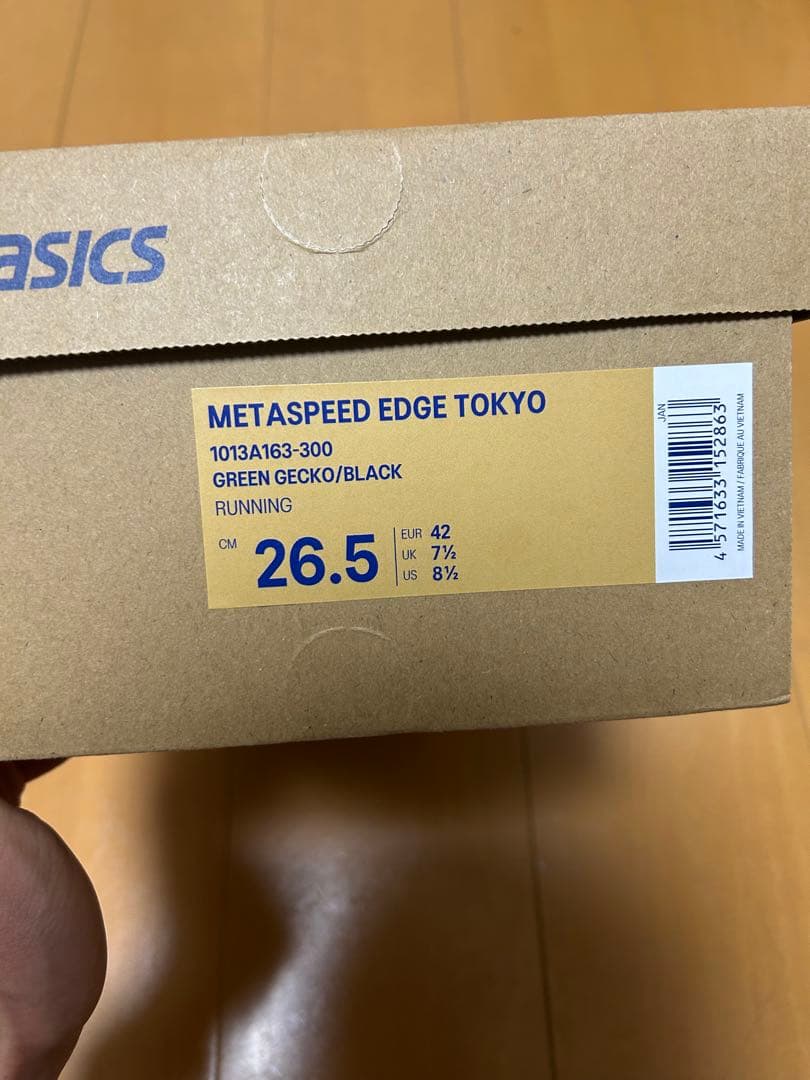 asics
METASPEED EDGE TOKYO
1013A163-300
GREEN GECKO/BLACK
RUNNING
CM 26.5
EUR 42
UK 7½
US 8½
JAN
4 571633 152863
MADE IN VIETNAM / FABRIQUE AU VIETNAM